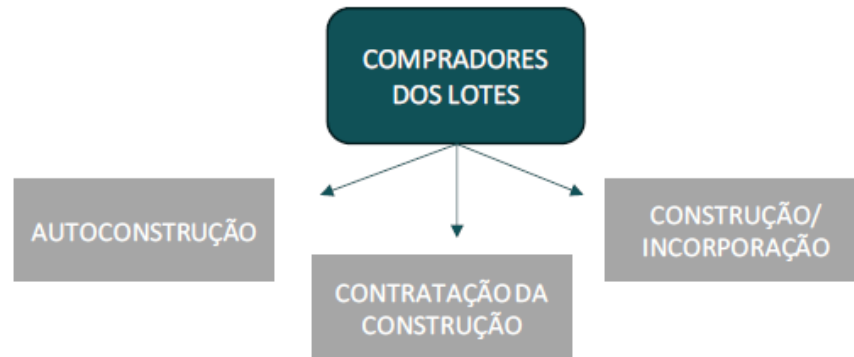 COMPRADORES
DOS LOTES
AUTOCONSTRUÇÃO
CONTRATAÇÃO DA
CONSTRUÇÃO
CONSTRUÇÃO/
INCORPORAÇÃO